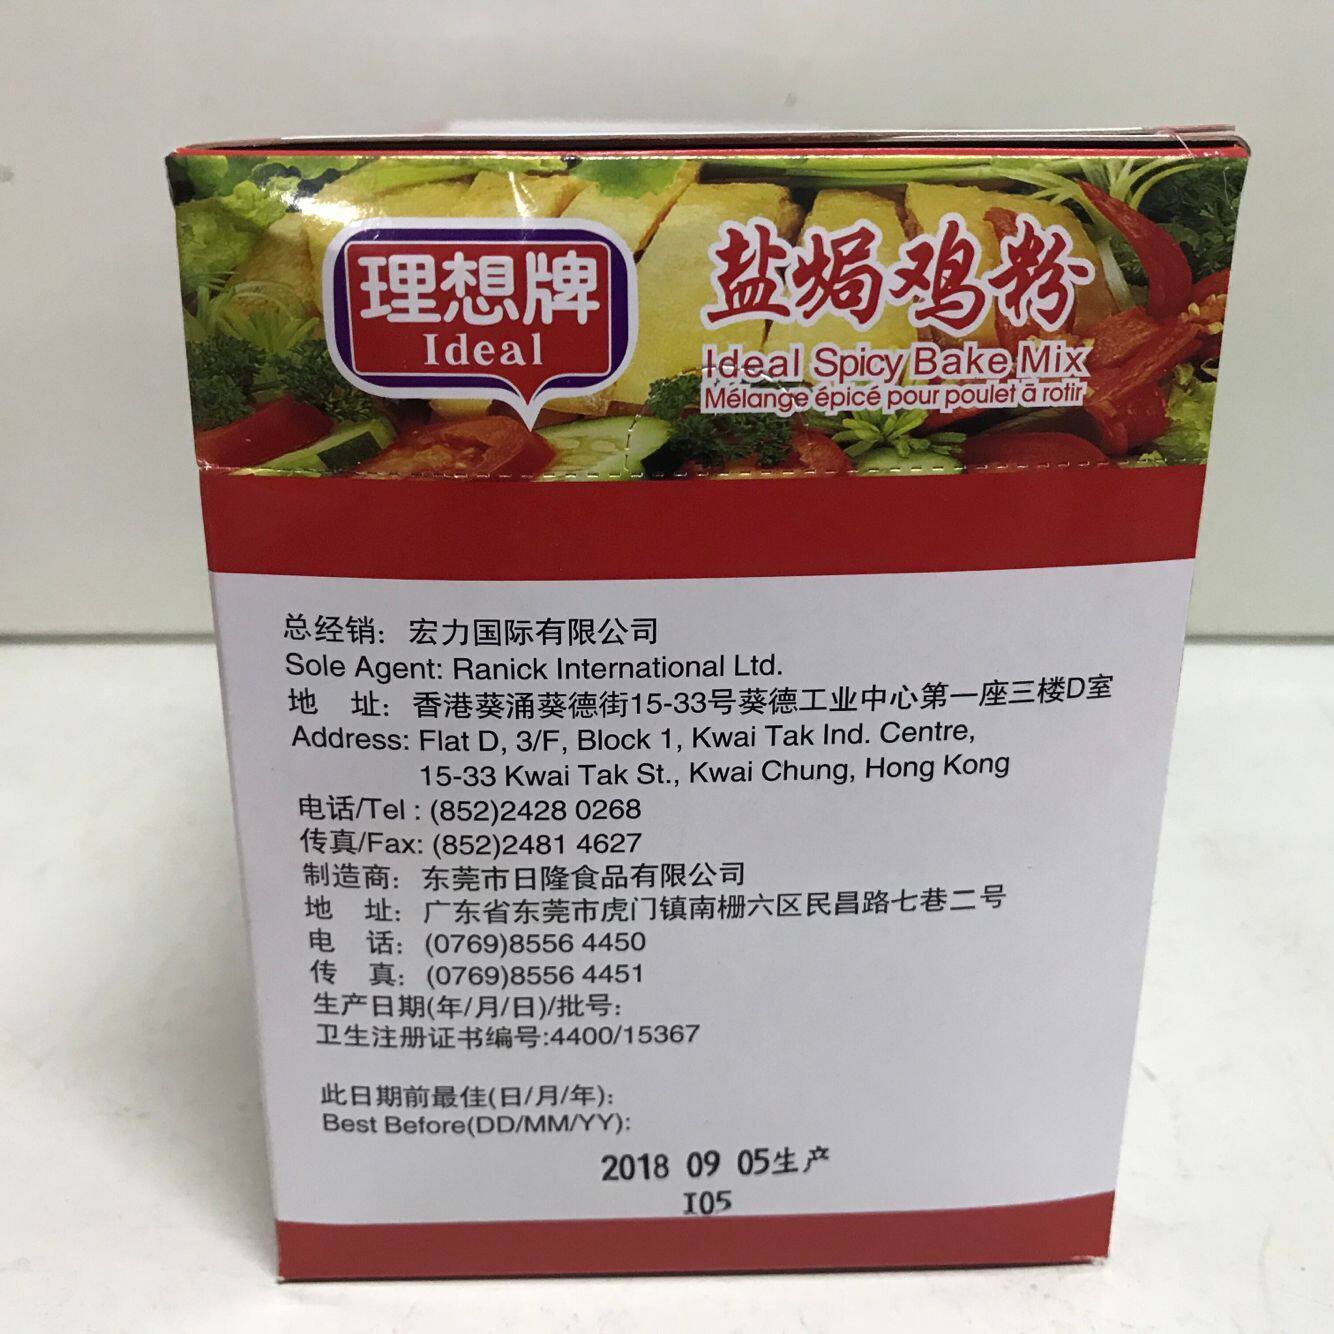 理想牌
Ideal
盐焗鸡粉
Ideal Spicy Bake Mix
Mélange épicé pour poulet ā rotir
总经销：宏力国际有限公司
Sole Agent: Ranick International Ltd.
地 址：香港葵涌葵德街15-33号葵德工业中心第一座三楼D室
Address: Flat D, 3/F, Block 1, Kwai Tak Ind. Centre,
15-33 Kwai Tak St., Kwai Chung, Hong Kong
电话/Tel : (852)2428 0268
传真/Fax: (852)2481 4627
制造商：东莞市日隆食品有限公司
地 址：广东省东莞市虎门镇南栅六区民昌路七巷二号
电 话：(0769)8556 4450
传 真：(0769)8556 4451
生产日期(年/月/日)/批号：
卫生注册证书编号:4400/15367
此日期前最佳(日/月/年)：
Best Before(DD/MM/YY):
2018 09 05生产
I05